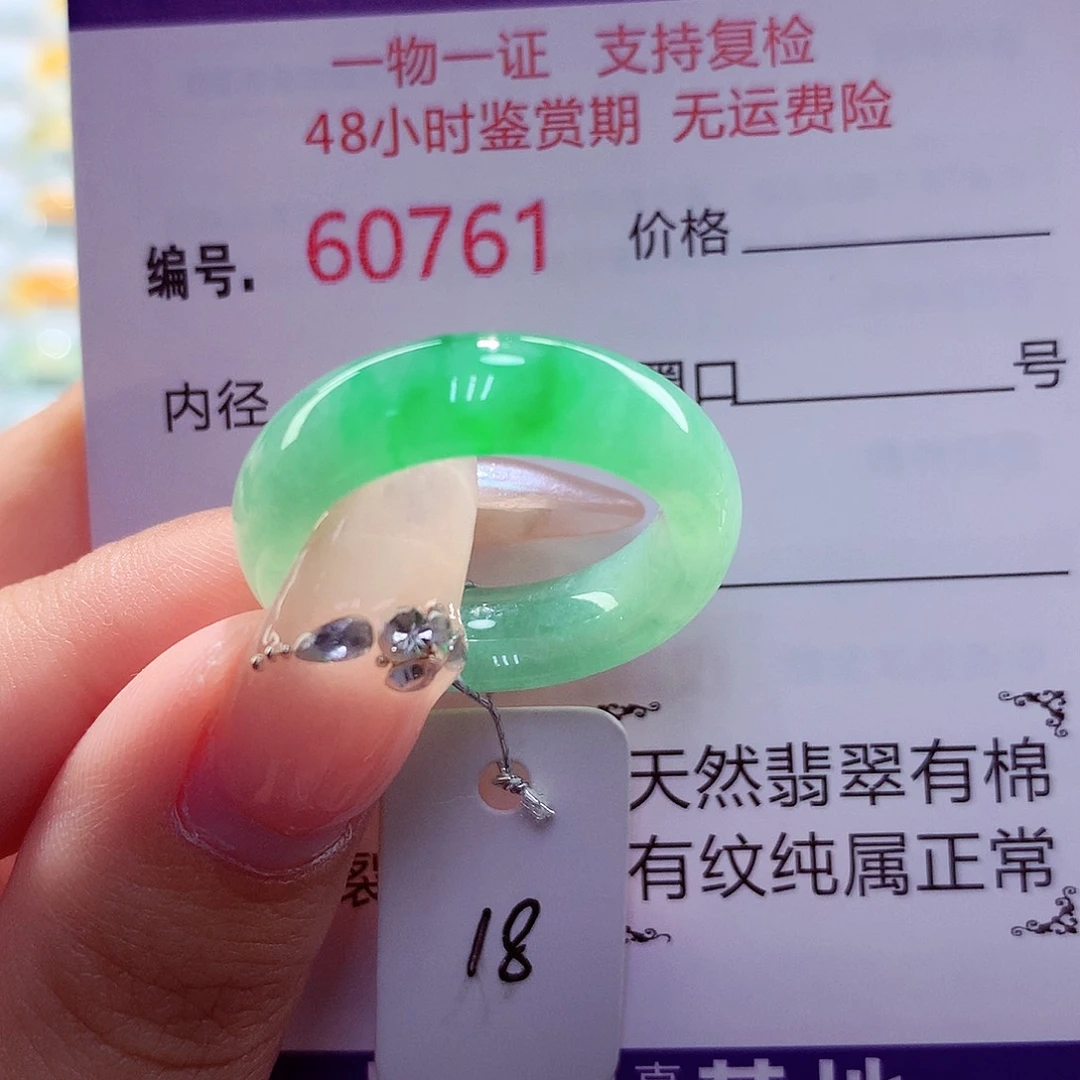 一物一证 支持复检
48小时鉴赏期 无运费险
编号. 60761 价格
内径 圈口 号
天然翡翠有棉
裂 有纹纯属正常
18